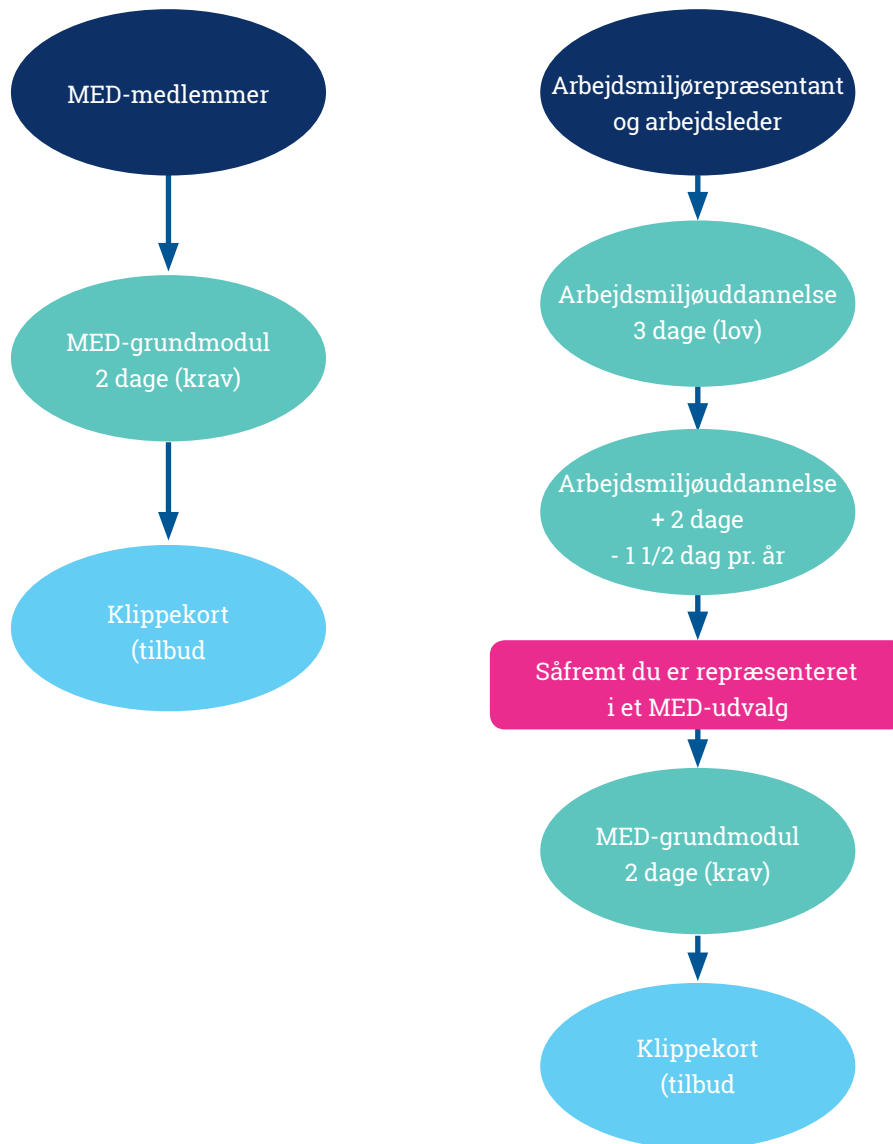 MED-medlemmer
MED-grundmodul
2 dage (krav)
Klippekort
(tilbud
Arbejdsmiljørepræsentant
og arbejdsleder
Arbejdsmiljøuddannelse
3 dage (lov)
Arbejdsmiljøuddannelse
+ 2 dage
- 1 1/2 dag pr. år
Såfremt du er repræsenteret
i et MED-udvalg
MED-grundmodul
2 dage (krav)
Klippekort
(tilbud